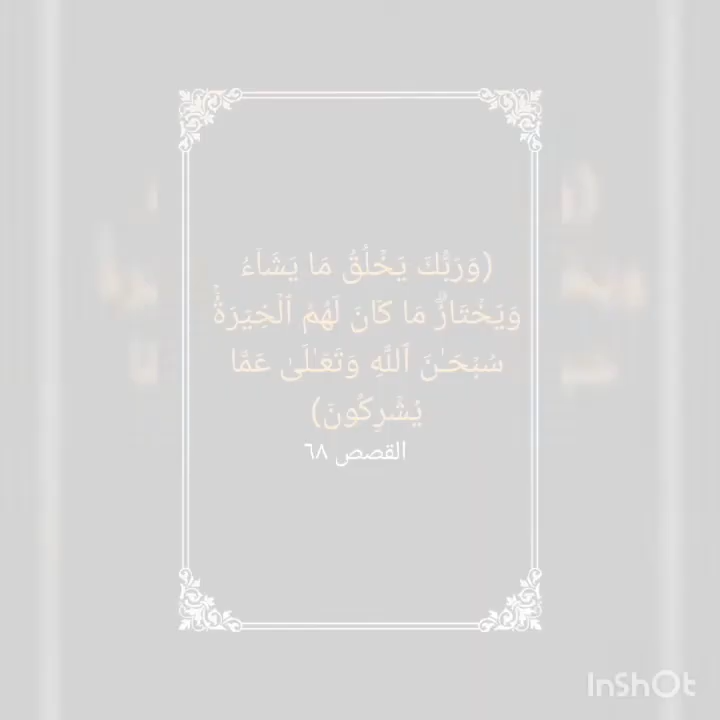 (وَرَبُّكَ يَخۡلُقُ مَا يَشَآءُ
وَيَخۡتَارُۗ مَا كَانَ لَهُمُ ٱلۡخِيَرَةُۚ
سُبۡحَٰنَ ٱللَّهِ وَتَعَٰلَىٰ عَمَّا
يُشۡرِكُونَ)
القصص ٦٨
InShOt